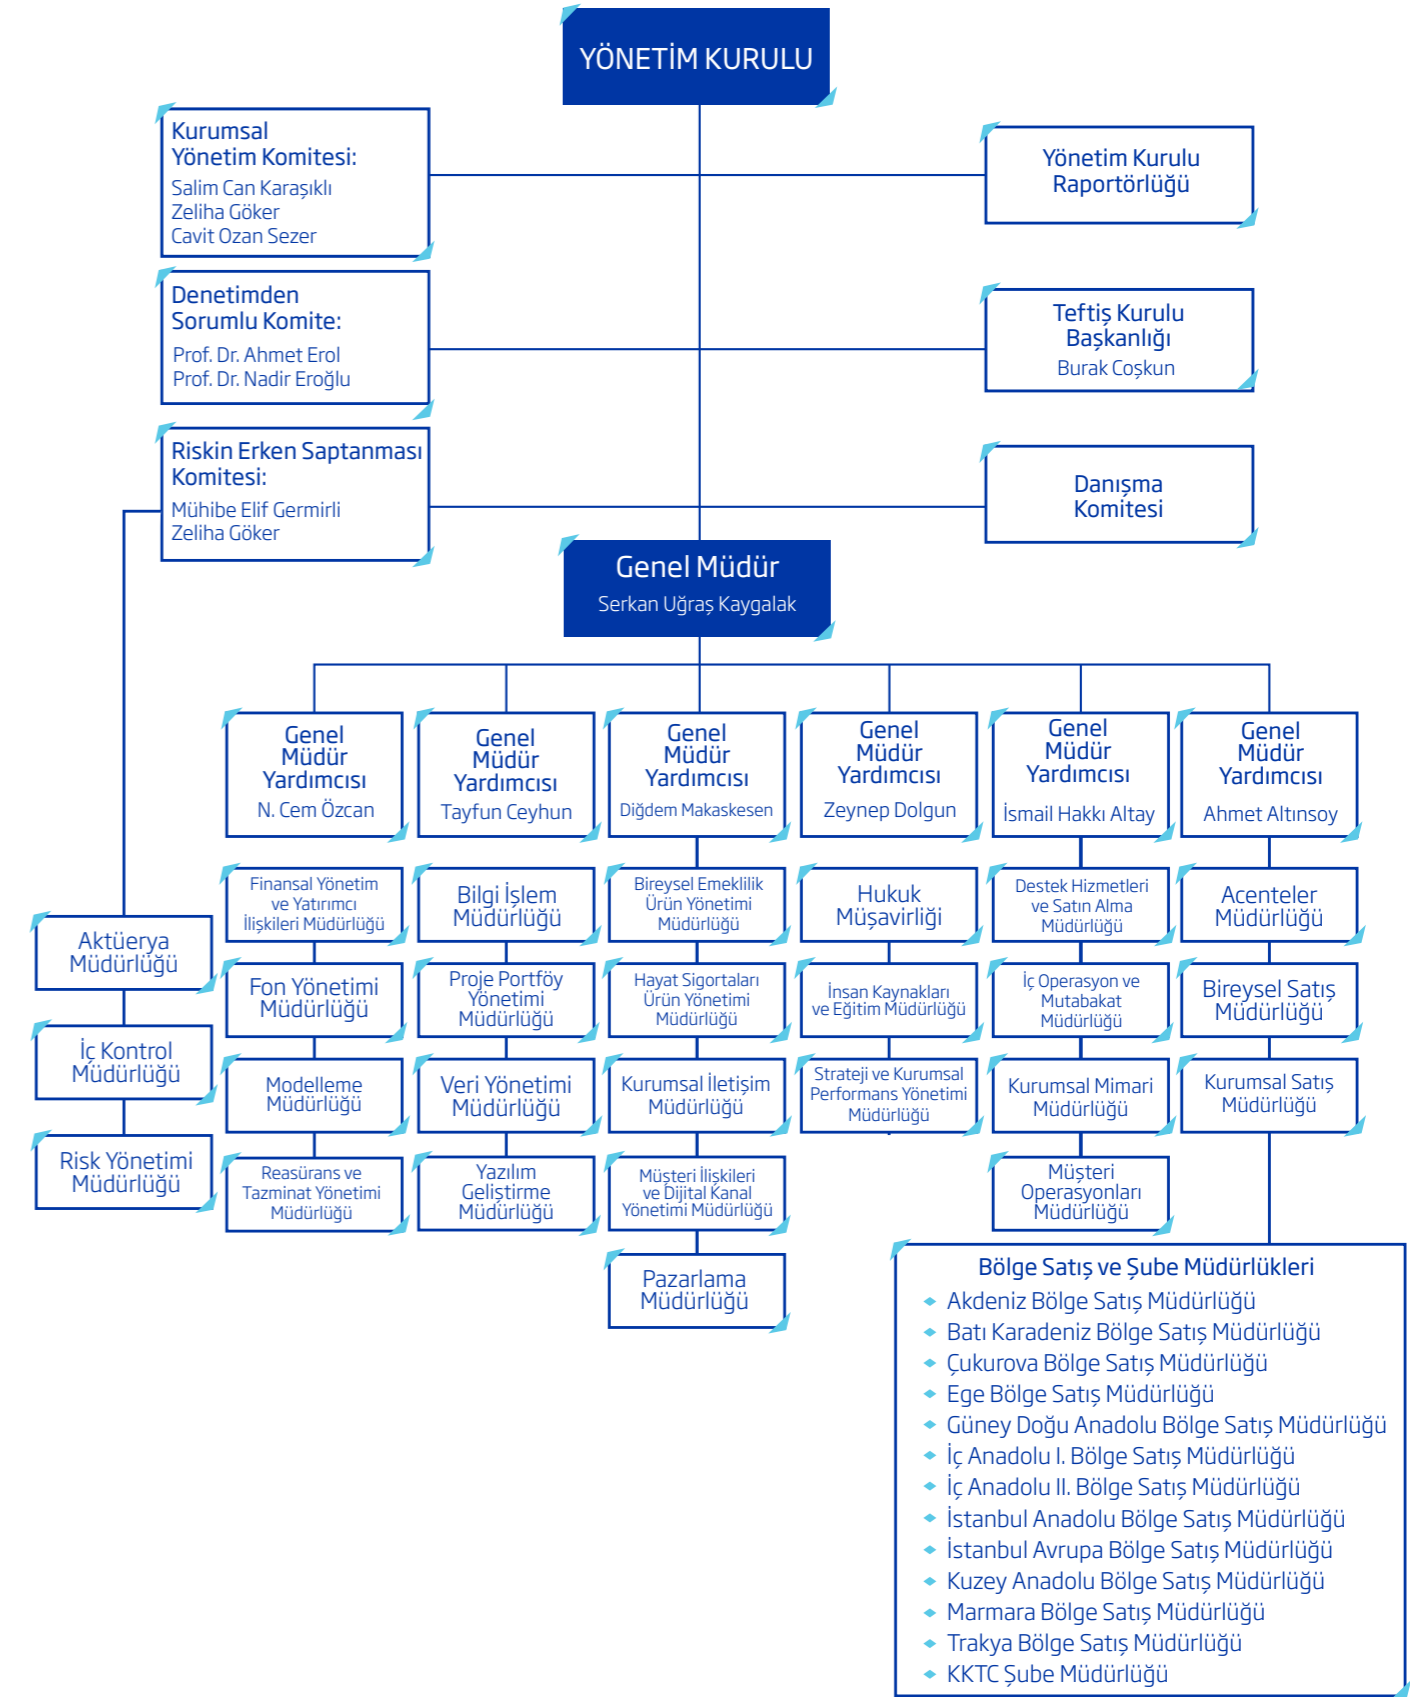 YÖNETİM KURULU
Kurumsal
Yönetim Komitesi:
Salim Can Karaşıklı
Zeliha Göker
Cavit Ozan Sezer
Yönetim Kurulu
Raportörlüğü
Denetimden
Sorumlu Komite:
Prof. Dr. Ahmet Erol
Prof. Dr. Nadir Eroğlu
Teftiş Kurulu
Başkanlığı
Burak Coşkun
Riskin Erken Saptanması
Komitesi:
Mühibe Elif Germirli
Zeliha Göker
Danışma
Komitesi
Genel Müdür
Serkan Uğraş Kaygalak
Aktüerya
Müdürlüğü
İç Kontrol
Müdürlüğü
Risk Yönetimi
Müdürlüğü
Genel
Müdür
Yardımcısı
N. Cem Özcan
Finansal Yönetim
ve Yatırımcı
İlişkileri Müdürlüğü
Fon Yönetimi
Müdürlüğü
Modelleme
Müdürlüğü
Reasürans ve
Tazminat Yönetimi
Müdürlüğü
Genel
Müdür
Yardımcısı
Tayfun Ceyhun
Bilgi İşlem
Müdürlüğü
Proje Portföy
Yönetimi
Müdürlüğü
Veri Yönetimi
Müdürlüğü
Yazılım
Geliştirme
Müdürlüğü
Genel
Müdür
Yardımcısı
Diğdem Makaskesen
Bireysel Emeklilik
Ürün Yönetimi
Müdürlüğü
Hayat Sigortaları
Ürün Yönetimi
Müdürlüğü
Kurumsal İletişim
Müdürlüğü
Müşteri İlişkileri
ve Dijital Kanal
Yönetimi Müdürlüğü
Pazarlama
Müdürlüğü
Genel
Müdür
Yardımcısı
Zeynep Dolgun
Hukuk
Müşavirliği
İnsan Kaynakları
ve Eğitim Müdürlüğü
Strateji ve Kurumsal
Performans Yönetimi
Müdürlüğü
Genel
Müdür
Yardımcısı
İsmail Hakkı Altay
Destek Hizmetleri
ve Satın Alma
Müdürlüğü
İç Operasyon ve
Mutabakat
Müdürlüğü
Kurumsal Mimari
Müdürlüğü
Müşteri
Operasyonları
Müdürlüğü
Genel
Müdür
Yardımcısı
Ahmet Altınsoy
Acenteler
Müdürlüğü
Bireysel Satış
Müdürlüğü
Kurumsal Satış
Müdürlüğü
Bölge Satış ve Şube Müdürlükleri
Akdeniz Bölge Satış Müdürlüğü
Batı Karadeniz Bölge Satış Müdürlüğü
Çukurova Bölge Satış Müdürlüğü
Ege Bölge Satış Müdürlüğü
Güney Doğu Anadolu Bölge Satış Müdürlüğü
İç Anadolu I. Bölge Satış Müdürlüğü
İç Anadolu II. Bölge Satış Müdürlüğü
İstanbul Anadolu Bölge Satış Müdürlüğü
İstanbul Avrupa Bölge Satış Müdürlüğü
Kuzey Anadolu Bölge Satış Müdürlüğü
Marmara Bölge Satış Müdürlüğü
Trakya Bölge Satış Müdürlüğü
KKTC Şube Müdürlüğü